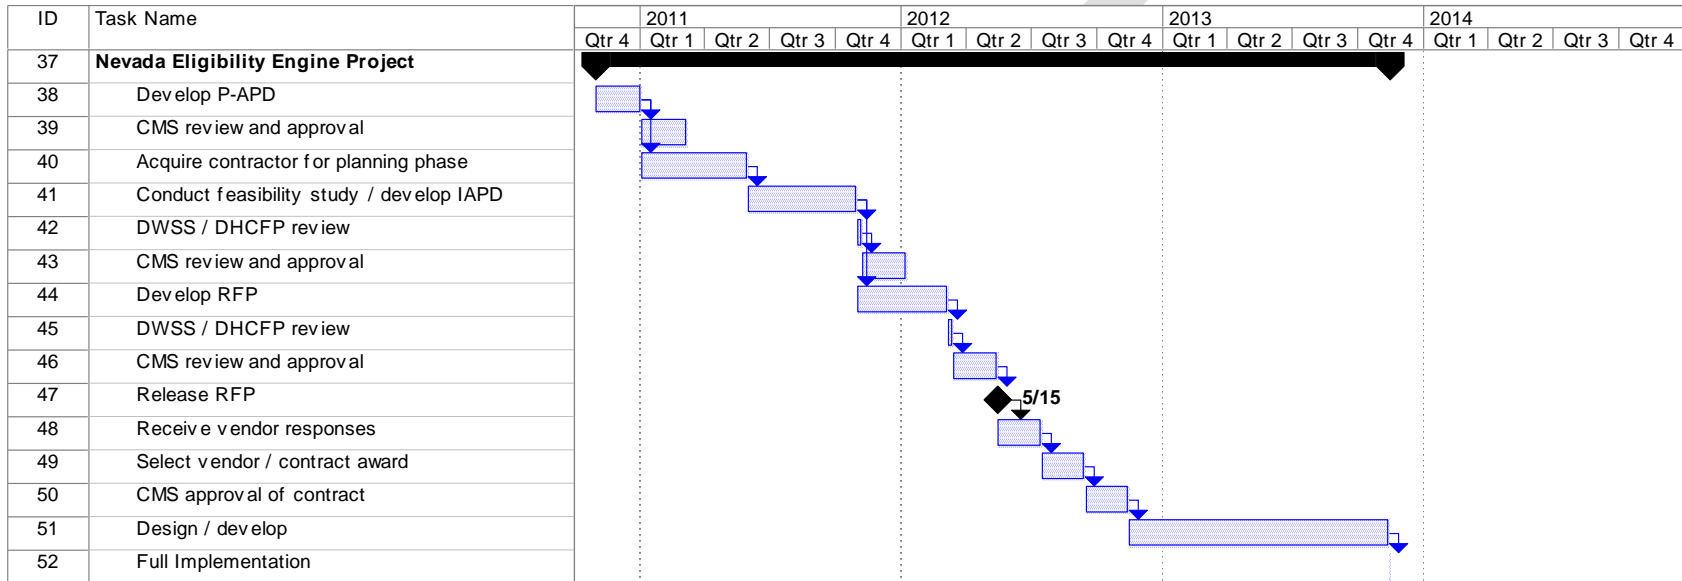 ID Task Name 2011 2012 2013 2014
Qtr 4 Qtr 1 Qtr 2 Qtr 3 Qtr 4 Qtr 1 Qtr 2 Qtr 3 Qtr 4 Qtr 1 Qtr 2 Qtr 3 Qtr 4 Qtr 1 Qtr 2 Qtr 3 Qtr 4
37 Nevada Eligibility Engine Project
38 Develop P-APD
39 CMS review and approval
40 Acquire contractor for planning phase
41 Conduct feasibility study / develop IAPD
42 DWSS / DHCFP review
43 CMS review and approval
44 Develop RFP
45 DWSS / DHCFP review
46 CMS review and approval
47 Release RFP 5/15
48 Receive vendor responses
49 Select vendor / contract award
50 CMS approval of contract
51 Design / develop
52 Full Implementation